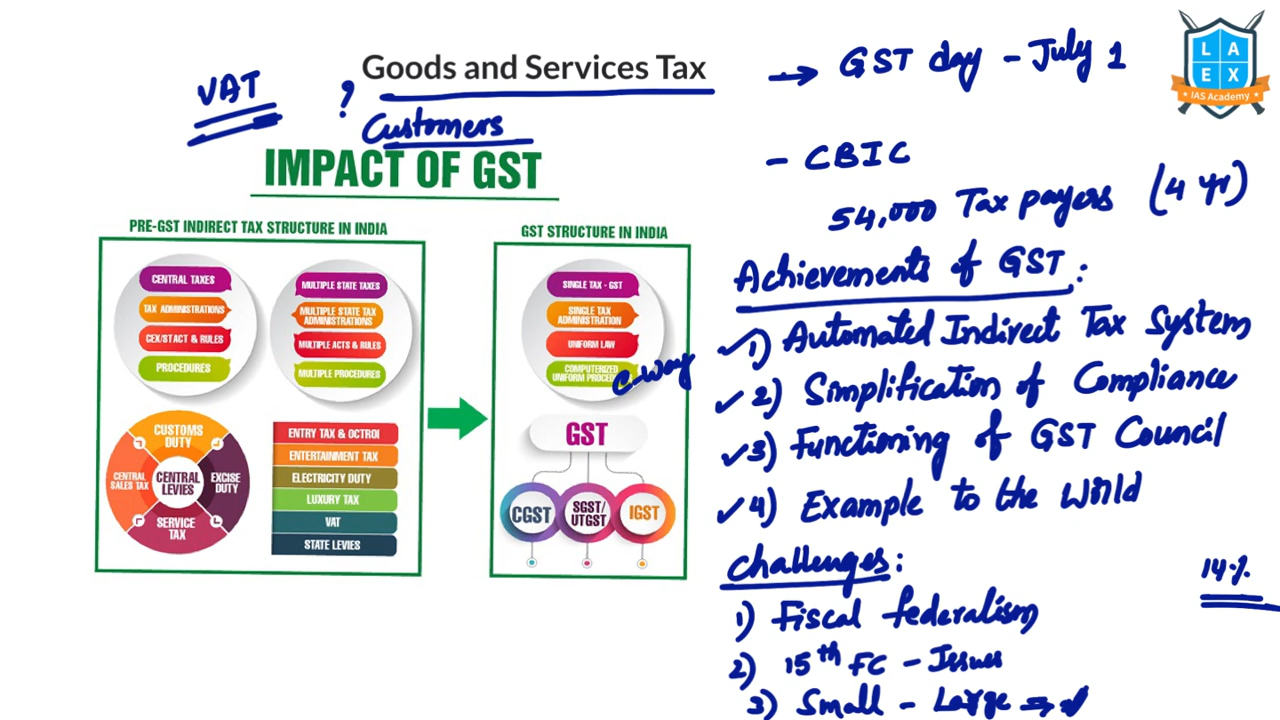 Goods and Services Tax
VAT
?
Customers
IMPACT OF GST
PRE-GST INDIRECT TAX STRUCTURE IN INDIA
CENTRAL TAXES
TAX ADMINISTRATIONS
CEX/STACT & RULES
PROCEDURES
MULTIPLE STATE TAXES
MULTIPLE STATE TAX
ADMINISTRATIONS
MULTIPLE ACTS & RULES
MULTIPLE PROCEDURES
CUSTOMS
DUTY
CENTRAL
SALES TAX
CENTRAL
LEVIES
EXCISE
DUTY
SERVICE
TAX
ENTRY TAX & OCTROI
ENTERTAINMENT TAX
ELECTRICITY DUTY
LUXURY TAX
VAT
STATE LEVIES
GST STRUCTURE IN INDIA
SINGLE TAX - GST
SINGLE TAX
ADMINISTRATION
UNIFORM LAW
COMPUTERIZED
UNIFORM
e-way
GST
CGST
SGST/
UTGST
IGST
→ GST day - July 1
- CBIC
54,000 Tax payers (4 yr)
Achievements of GST:
1) Automated Indirect Tax System
2) Simplification of Compliance
3) Functioning of GST Council
4) Example to the World
Challenges:
14%
1) Fiscal federalism
2) 15th FC - Issues
3) Small - Large
LAEX
IAS Academy